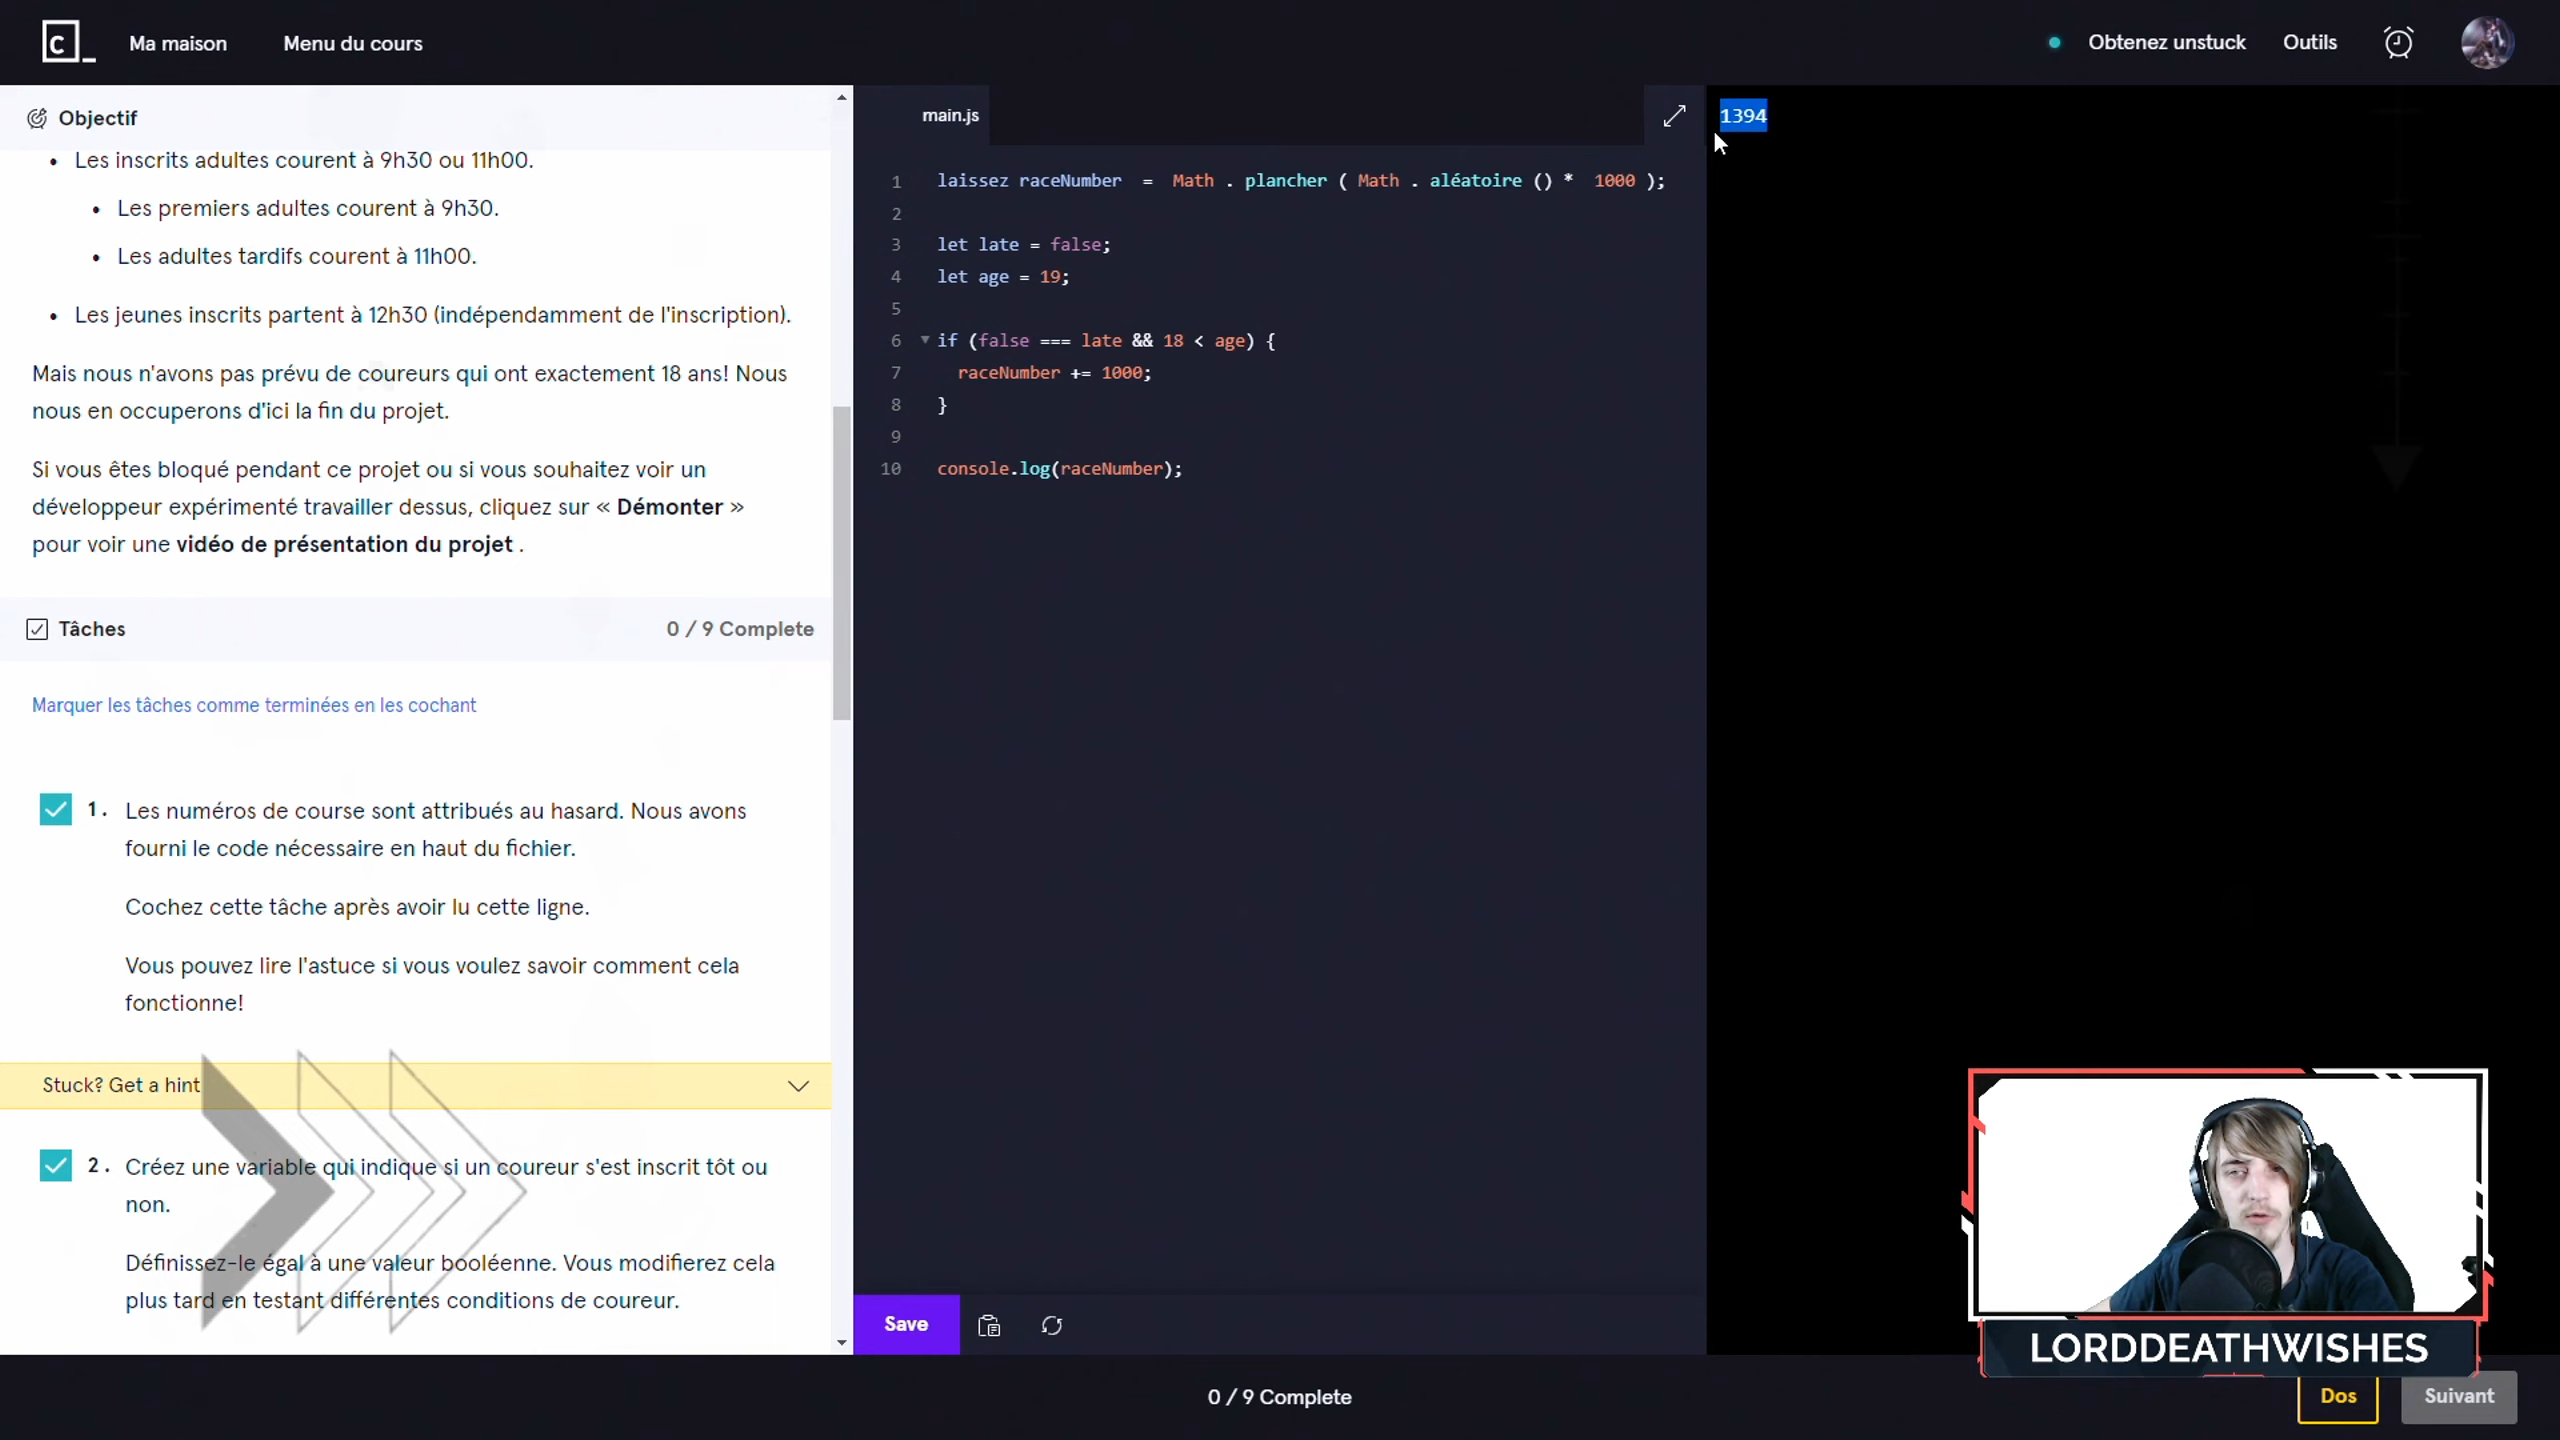 C_
Ma maison
Menu du cours
Obtenez unstuck
Outils
Objectif
• Les inscrits adultes courent à 9h30 ou 11h00.
• Les premiers adultes courent à 9h30.
• Les adultes tardifs courent à 11h00.
• Les jeunes inscrits partent à 12h30 (indépendamment de l'inscription).
Mais nous n'avons pas prévu de coureurs qui ont exactement 18 ans! Nous
nous en occuperons d'ici la fin du projet.
Si vous êtes bloqué pendant ce projet ou si vous souhaitez voir un
développeur expérimenté travailler dessus, cliquez sur « Démonter »
pour voir une vidéo de présentation du projet .
Tâches
0 / 9 Complete
Marquer les tâches comme terminées en les cochant
1. Les numéros de course sont attribués au hasard. Nous avons
fourni le code nécessaire en haut du fichier.
Cochez cette tâche après avoir lu cette ligne.
Vous pouvez lire l'astuce si vous voulez savoir comment cela
fonctionne!
Stuck? Get a hint
2. Créez une variable qui indique si un coureur s'est inscrit tôt ou
non.
Définissez-le égal à une valeur booléenne. Vous modifierez cela
plus tard en testant différentes conditions de coureur.
main.js
1 laissez raceNumber = Math . plancher ( Math . aléatoire () * 1000 );
2
3 let late = false;
4 let age = 19;
5
6 if (false === late && 18 < age) {
7 raceNumber += 1000;
8 }
9
10 console.log(raceNumber);
Save
1394
LORDDEATHWISHES
0 / 9 Complete
Dos
Suivant